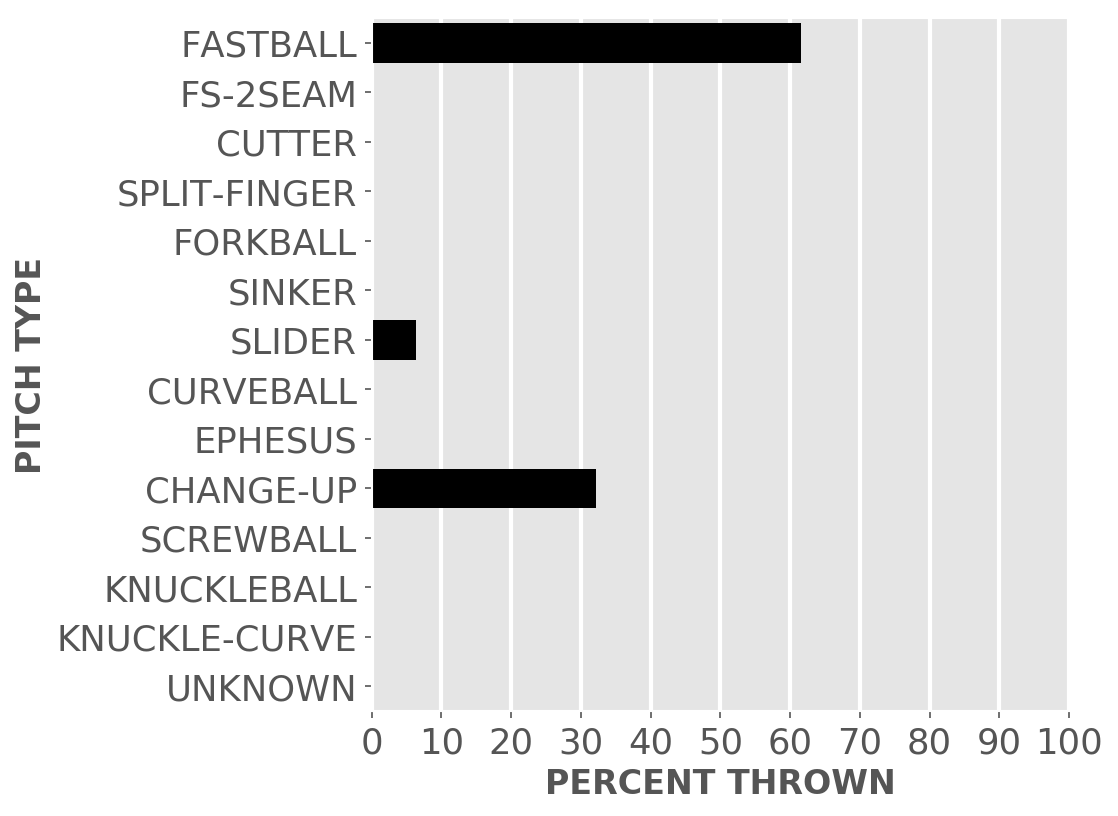 FASTBALL
FS-2SEAM
CUTTER
SPLIT-FINGER
FORKBALL
SINKER
SLIDER
CURVEBALL
EPHESUS
CHANGE-UP
SCREWBALL
KNUCKLEBALL
KNUCKLE-CURVE
UNKNOWN
PITCH TYPE
0 10 20 30 40 50 60 70 80 90 100
PERCENT THROWN